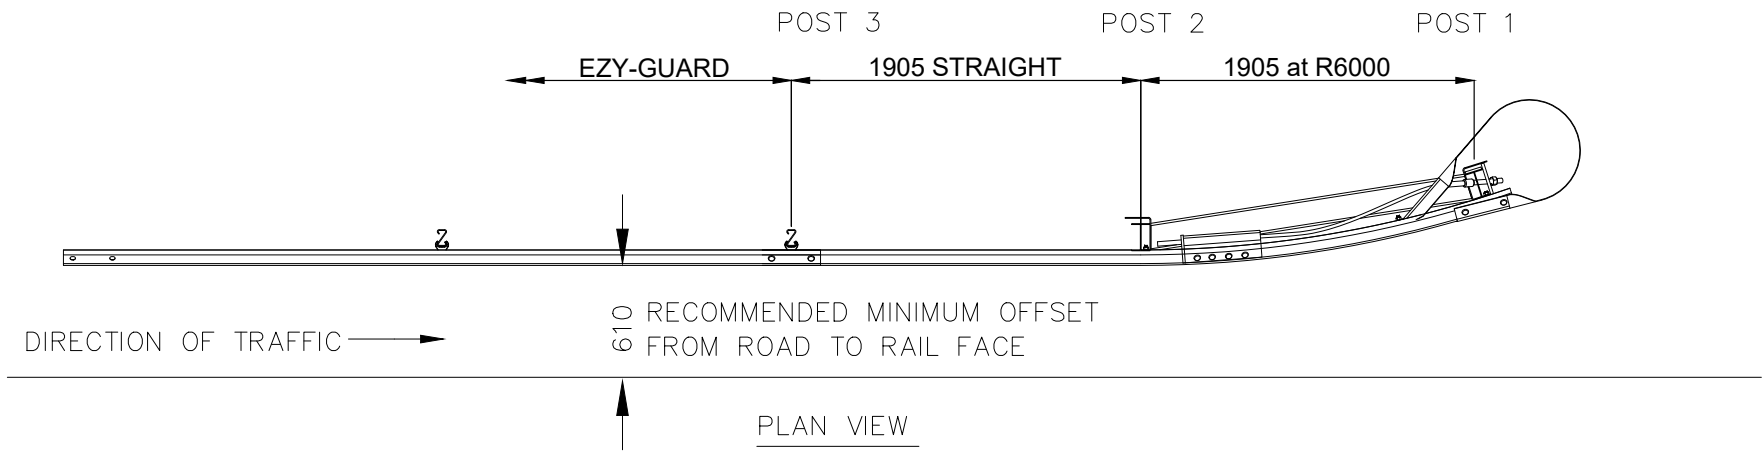 POST 3
POST 2
POST 1
EZY-GUARD
1905 STRAIGHT
1905 at R6000
610
RECOMMENDED MINIMUM OFFSET
FROM ROAD TO RAIL FACE
DIRECTION OF TRAFFIC
PLAN VIEW